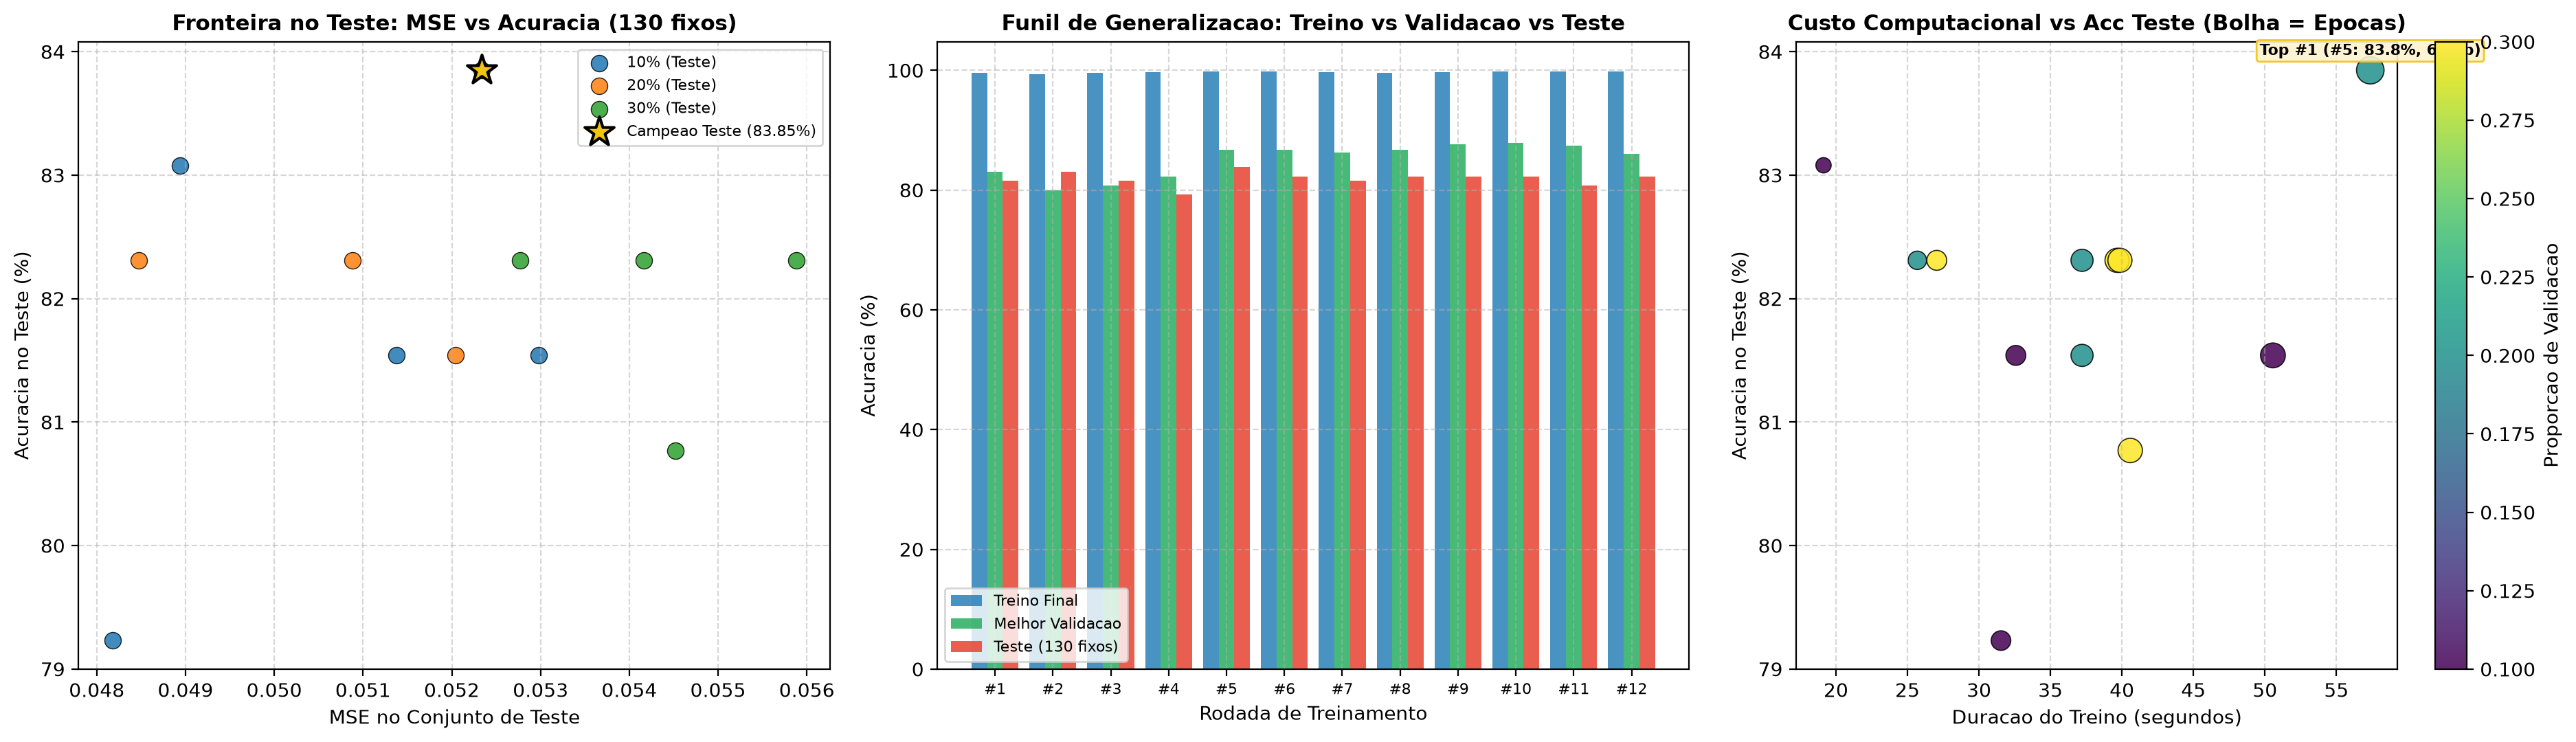 Fronteira no Teste: MSE vs Acuracia (130 fixos)
84
83
82
81
80
79
Acuracia no Teste (%)
10% (Teste)
20% (Teste)
30% (Teste)
Campeao Teste (83.85%)
0.048 0.049 0.050 0.051 0.052 0.053 0.054 0.055 0.056
MSE no Conjunto de Teste
Funil de Generalizacao: Treino vs Validacao vs Teste
100
80
60
40
20
0
Acuracia (%)
Treino Final
Melhor Validacao
Teste (130 fixos)
#1 #2 #3 #4 #5 #6 #7 #8 #9 #10 #11 #12
Rodada de Treinamento
Custo Computacional vs Acc Teste (Bolha = Epocas)
Top #1 (#5: 83.8%,
84
83
82
81
80
79
Acuracia no Teste (%)
20 25 30 35 40 45 50 55
Duracao do Treino (segundos)
0.300
0.275
0.250
0.225
0.200
0.175
0.150
0.125
0.100
Proporcao de Validacao